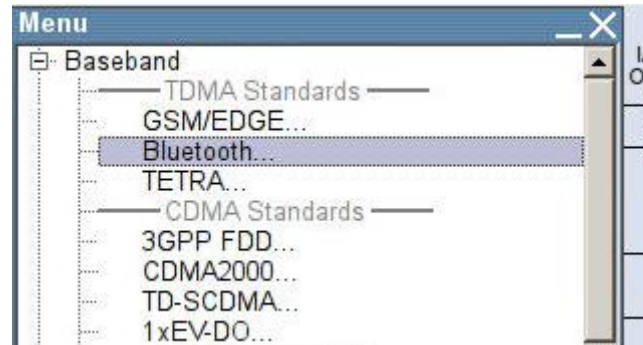 Menu
Baseband
TDMA Standards
GSM/EDGE...
Bluetooth...
TETRA...
CDMA Standards
3GPP FDD...
CDMA2000...
TD-SCDMA...
1xEV-DO...